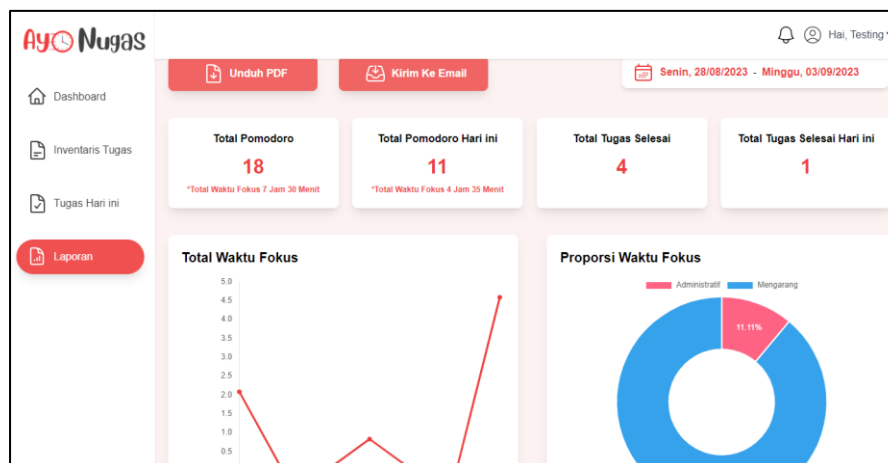 Ayo Nugas
Hai, Testing
Dashboard
Inventaris Tugas
Tugas Hari ini
Laporan
Unduh PDF
Kirim Ke Email
Senin, 28/08/2023 - Minggu, 03/09/2023
Total Pomodoro
18
*Total Waktu Fokus 7 Jam 30 Menit
Total Pomodoro Hari ini
11
*Total Waktu Fokus 4 Jam 35 Menit
Total Tugas Selesai
4
Total Tugas Selesai Hari ini
1
Total Waktu Fokus
5.0
4.5
4.0
3.5
3.0
2.5
2.0
1.5
1.0
0.5
Proporsi Waktu Fokus
Administratif Mengarang
11.11%